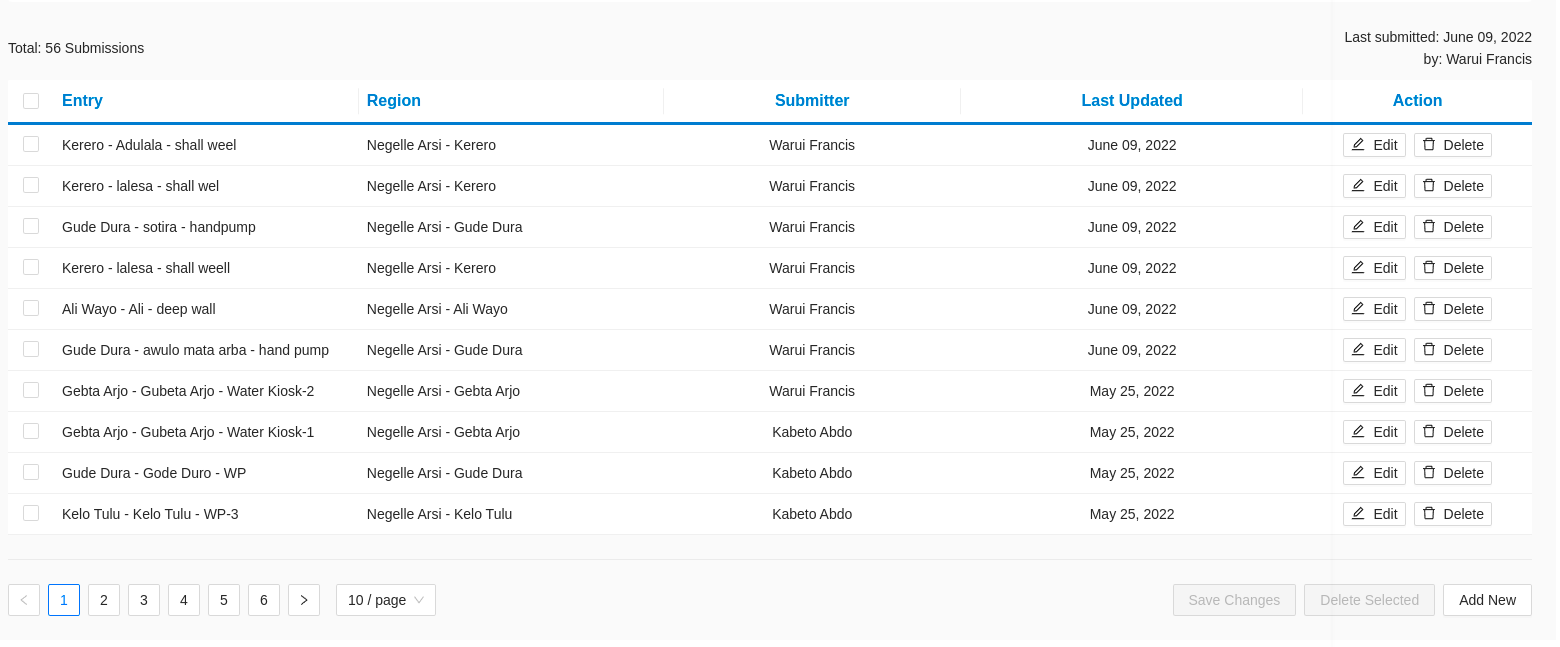 Total: 56 Submissions
Last submitted: June 09, 2022
by: Warui Francis
Entry Region Submitter Last Updated Action
Kerero - Adulala - shall weel Negelle Arsi - Kerero Warui Francis June 09, 2022 Edit Delete
Kerero - lalesa - shall wel Negelle Arsi - Kerero Warui Francis June 09, 2022 Edit Delete
Gude Dura - sotira - handpump Negelle Arsi - Gude Dura Warui Francis June 09, 2022 Edit Delete
Kerero - lalesa - shall weell Negelle Arsi - Kerero Warui Francis June 09, 2022 Edit Delete
Ali Wayo - Ali - deep wall Negelle Arsi - Ali Wayo Warui Francis June 09, 2022 Edit Delete
Gude Dura - awulo mata arba - hand pump Negelle Arsi - Gude Dura Warui Francis June 09, 2022 Edit Delete
Gebta Arjo - Gubeta Arjo - Water Kiosk-2 Negelle Arsi - Gebta Arjo Warui Francis May 25, 2022 Edit Delete
Gebta Arjo - Gubeta Arjo - Water Kiosk-1 Negelle Arsi - Gebta Arjo Kabeto Abdo May 25, 2022 Edit Delete
Gude Dura - Gode Duro - WP Negelle Arsi - Gude Dura Kabeto Abdo May 25, 2022 Edit Delete
Kelo Tulu - Kelo Tulu - WP-3 Negelle Arsi - Kelo Tulu Kabeto Abdo May 25, 2022 Edit Delete
1 2 3 4 5 6 10 / page Save Changes Delete Selected Add New